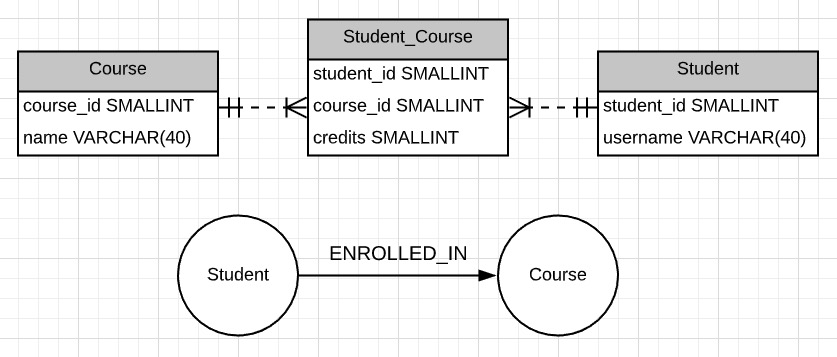 Course
course_id SMALLINT
name VARCHAR(40)
Student_Course
student_id SMALLINT
course_id SMALLINT
credits SMALLINT
Student
student_id SMALLINT
username VARCHAR(40)
Student
ENROLLED_IN
Course